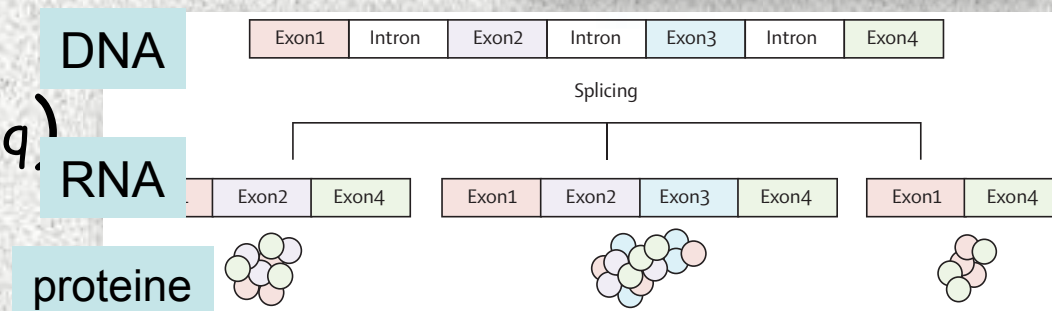 DNA
Exon1 Intron Exon2 Intron Exon3 Intron Exon4
Splicing
q)
RNA
Exon2 Exon4 Exon1 Exon2 Exon3 Exon4 Exon1 Exon4
proteine